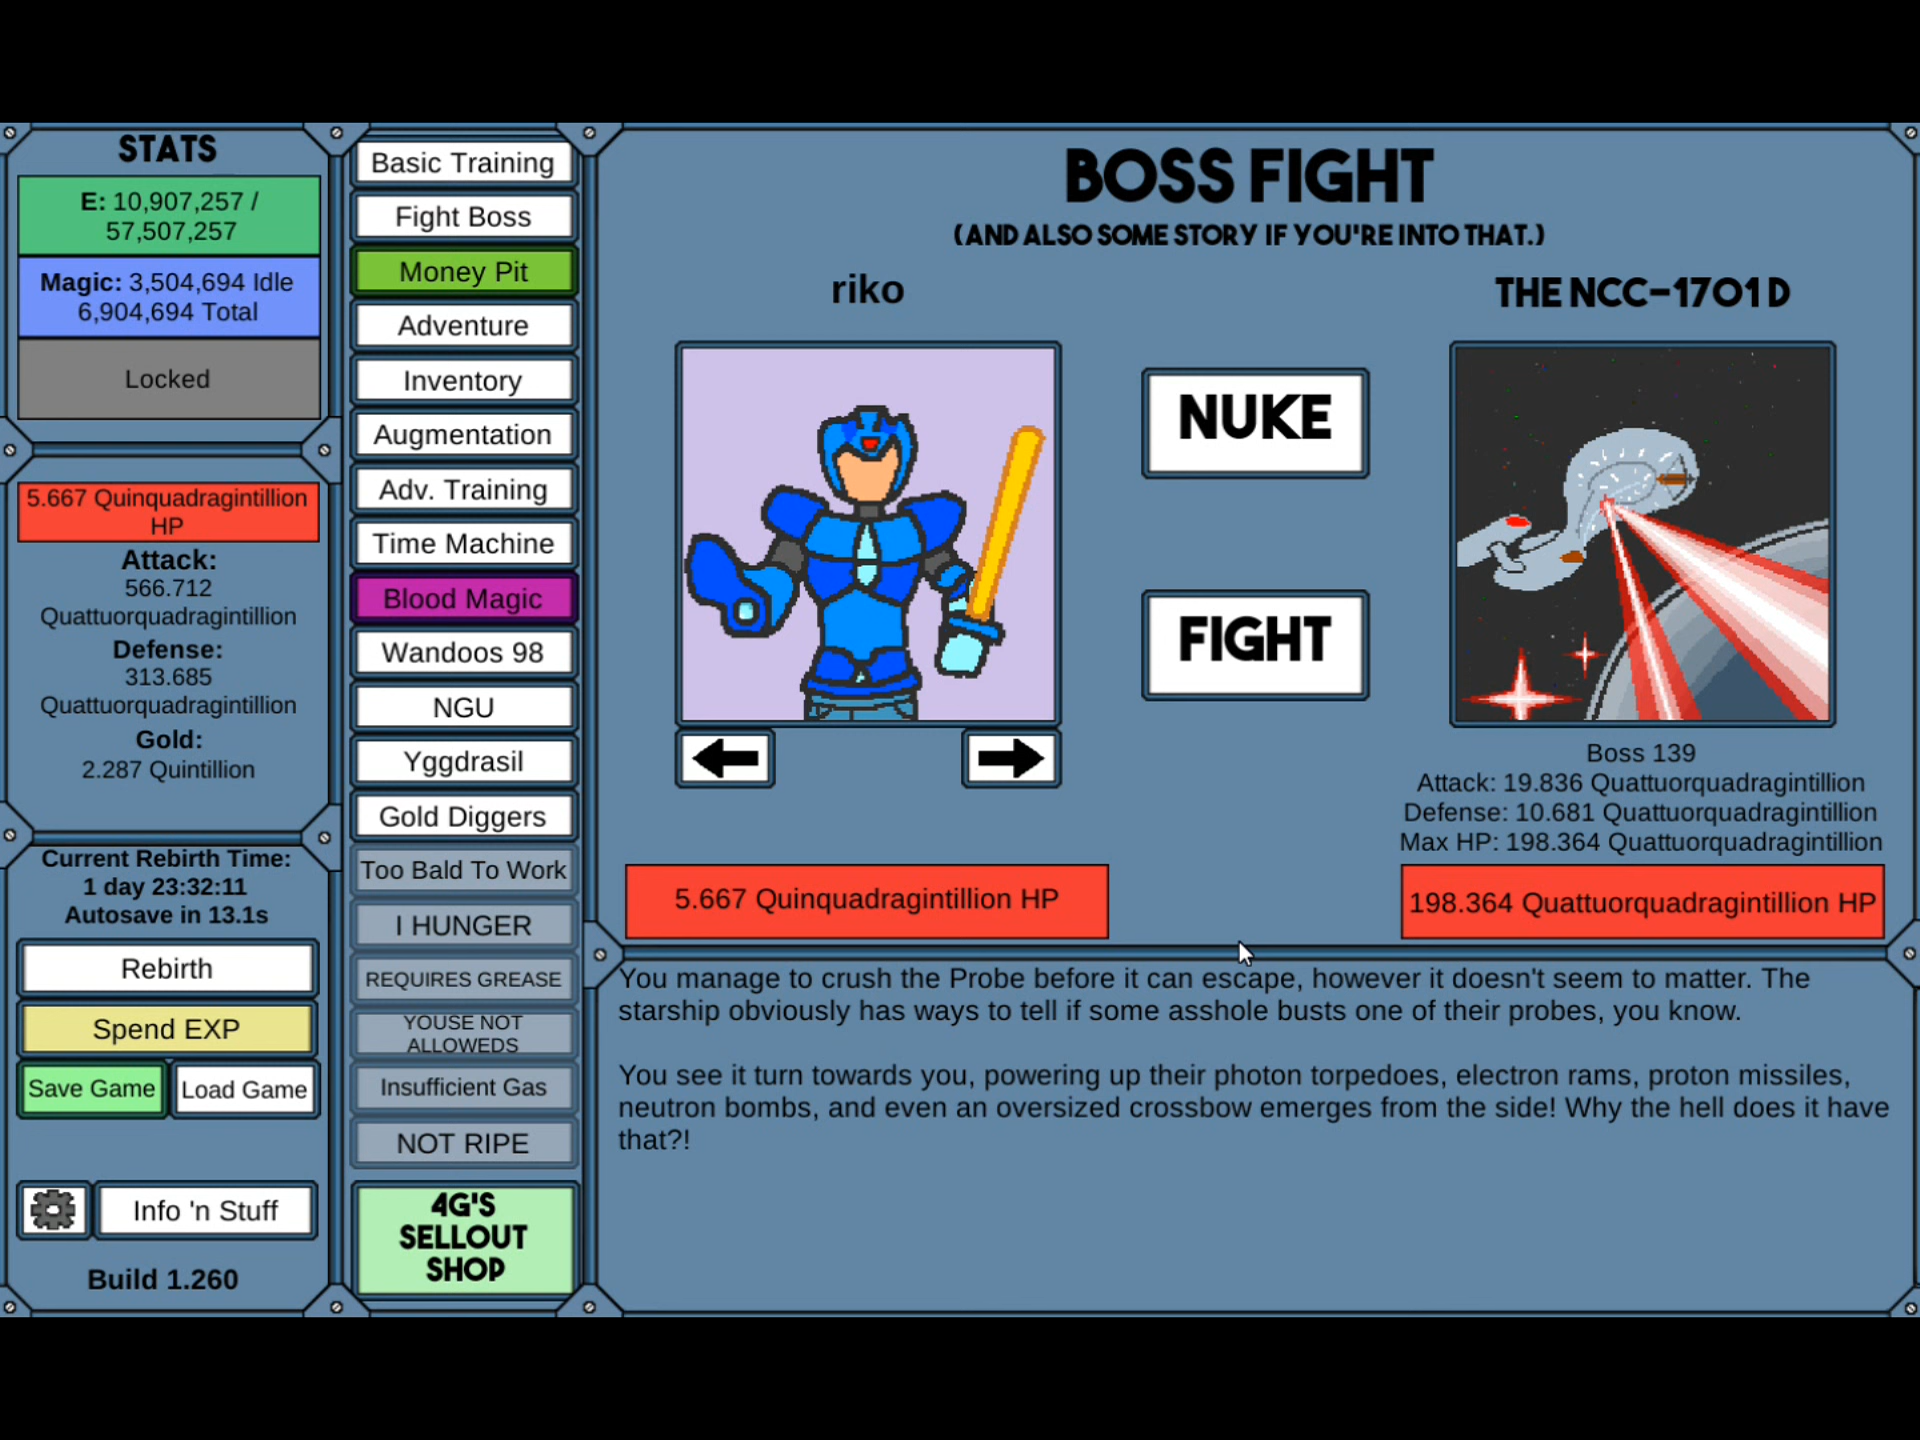 STATS
E: 10,907,257 /
57,507,257
Magic: 3,504,694 Idle
6,904,694 Total
Locked
5.667 Quinquadragintillion
HP
Attack:
566.712
Quattuorquadragintillion
Defense:
313.685
Quattuorquadragintillion
Gold:
2.287 Quintillion
Current Rebirth Time:
1 day 23:32:11
Autosave in 13.1s
Rebirth
Spend EXP
Save Game
Load Game
Info 'n Stuff
Build 1.260
Basic Training
Fight Boss
Money Pit
Adventure
Inventory
Augmentation
Adv. Training
Time Machine
Blood Magic
Wandoos 98
NGU
Yggdrasil
Gold Diggers
Too Bald To Work
I HUNGER
REQUIRES GREASE
YOUSE NOT
ALLOWEDS
Insufficient Gas
NOT RIPE
4G'S
SELLOUT
SHOP
BOSS FIGHT
(AND ALSO SOME STORY IF YOU'RE INTO THAT.)
riko
THE NCC-1701 D
NUKE
FIGHT
Boss 139
Attack: 19.836 Quattuorquadragintillion
Defense: 10.681 Quattuorquadragintillion
Max HP: 198.364 Quattuorquadragintillion
5.667 Quinquadragintillion HP
198.364 Quattuorquadragintillion HP
You manage to crush the Probe before it can escape, however it doesn't seem to matter. The
starship obviously has ways to tell if some asshole busts one of their probes, you know.
You see it turn towards you, powering up their photon torpedoes, electron rams, proton missiles,
neutron bombs, and even an oversized crossbow emerges from the side! Why the hell does it have
that?!